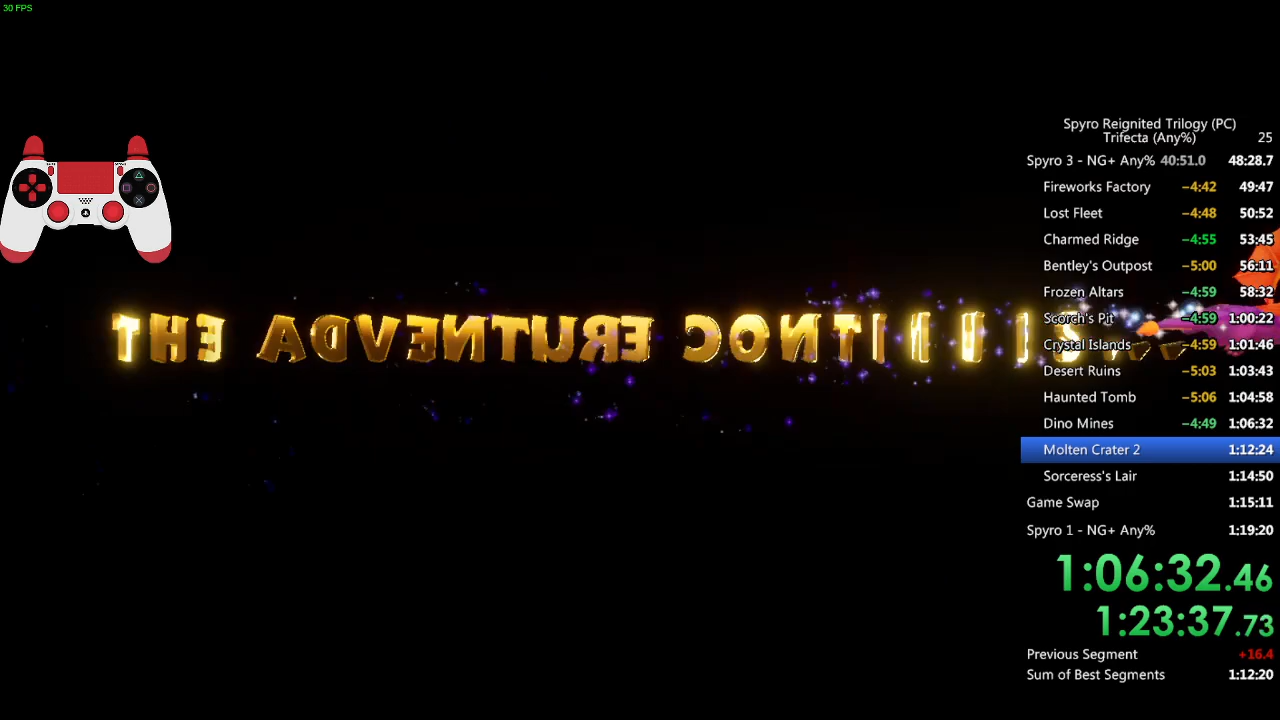 30 FPS
THE ADVENTURE CONTINUES...
Spyro Reignited Trilogy (PC)
Trifecta (Any%) 25
Spyro 3 - NG+ Any% 40:51.0 48:28.7
Fireworks Factory −4:42 49:47
Lost Fleet −4:48 50:52
Charmed Ridge −4:55 53:45
Bentley's Outpost −5:00 56:11
Frozen Altars −4:59 58:32
Scorch's Pit −4:59 1:00:22
Crystal Islands −4:59 1:01:46
Desert Ruins −5:03 1:03:43
Haunted Tomb −5:06 1:04:58
Dino Mines −4:49 1:06:32
Molten Crater 2 1:12:24
Sorceress's Lair 1:14:50
Game Swap 1:15:11
Spyro 1 - NG+ Any% 1:19:20
1:06:32.46
1:23:37.73
Previous Segment +16.4
Sum of Best Segments 1:12:20